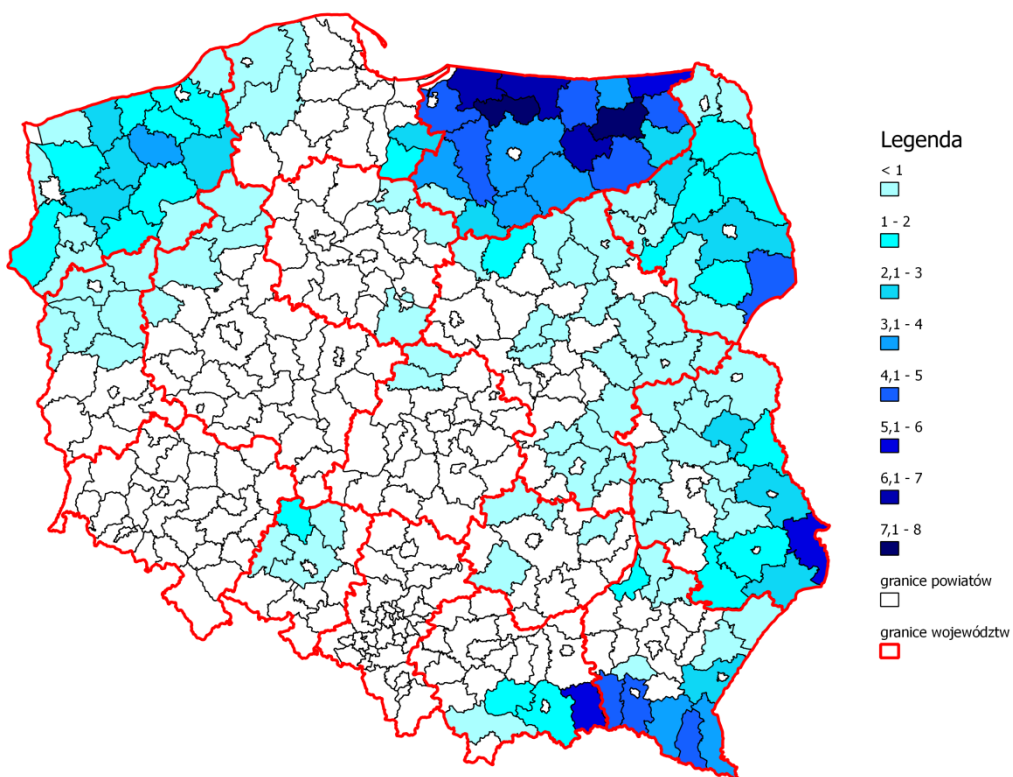 Legenda
< 1
1 - 2
2,1 - 3
3,1 - 4
4,1 - 5
5,1 - 6
6,1 - 7
7,1 - 8
granice powiatów
granice województw